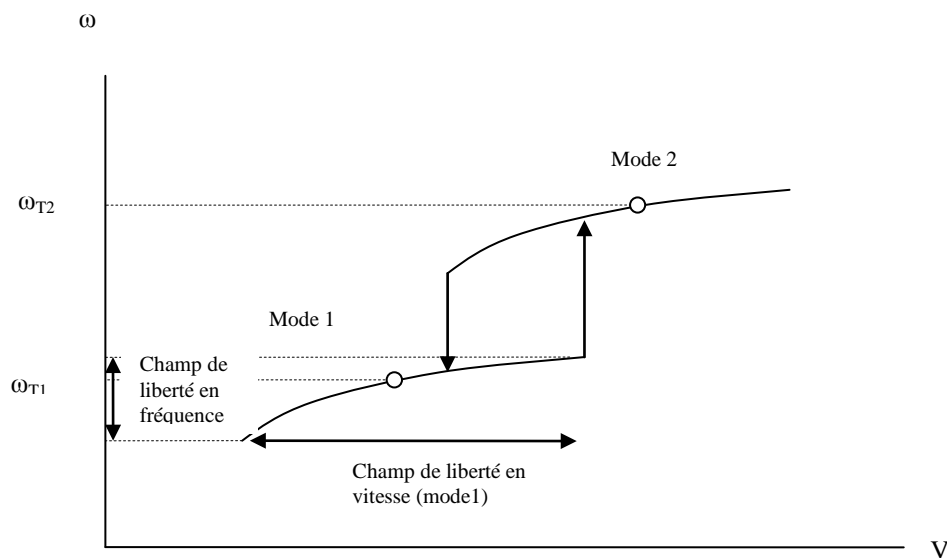 ω
Mode 2
ωT2
Mode 1
Champ de
liberté en
fréquence
ωT1
Champ de liberté en
vitesse (mode1)
V